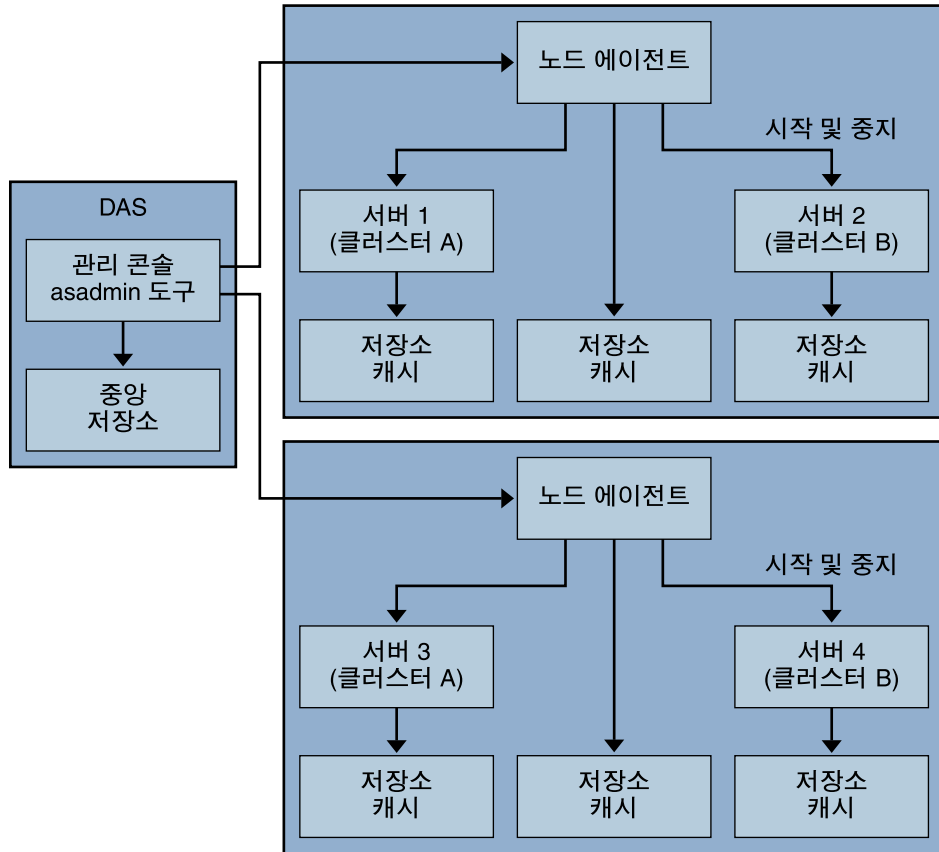 DAS
관리 콘솔
asadmin 도구
중앙
저장소
노드 에이전트
시작 및 중지
서버 1
(클러스터 A)
서버 2
(클러스터 B)
저장소
캐시
저장소
캐시
저장소
캐시
노드 에이전트
시작 및 중지
서버 3
(클러스터 A)
서버 4
(클러스터 B)
저장소
캐시
저장소
캐시
저장소
캐시